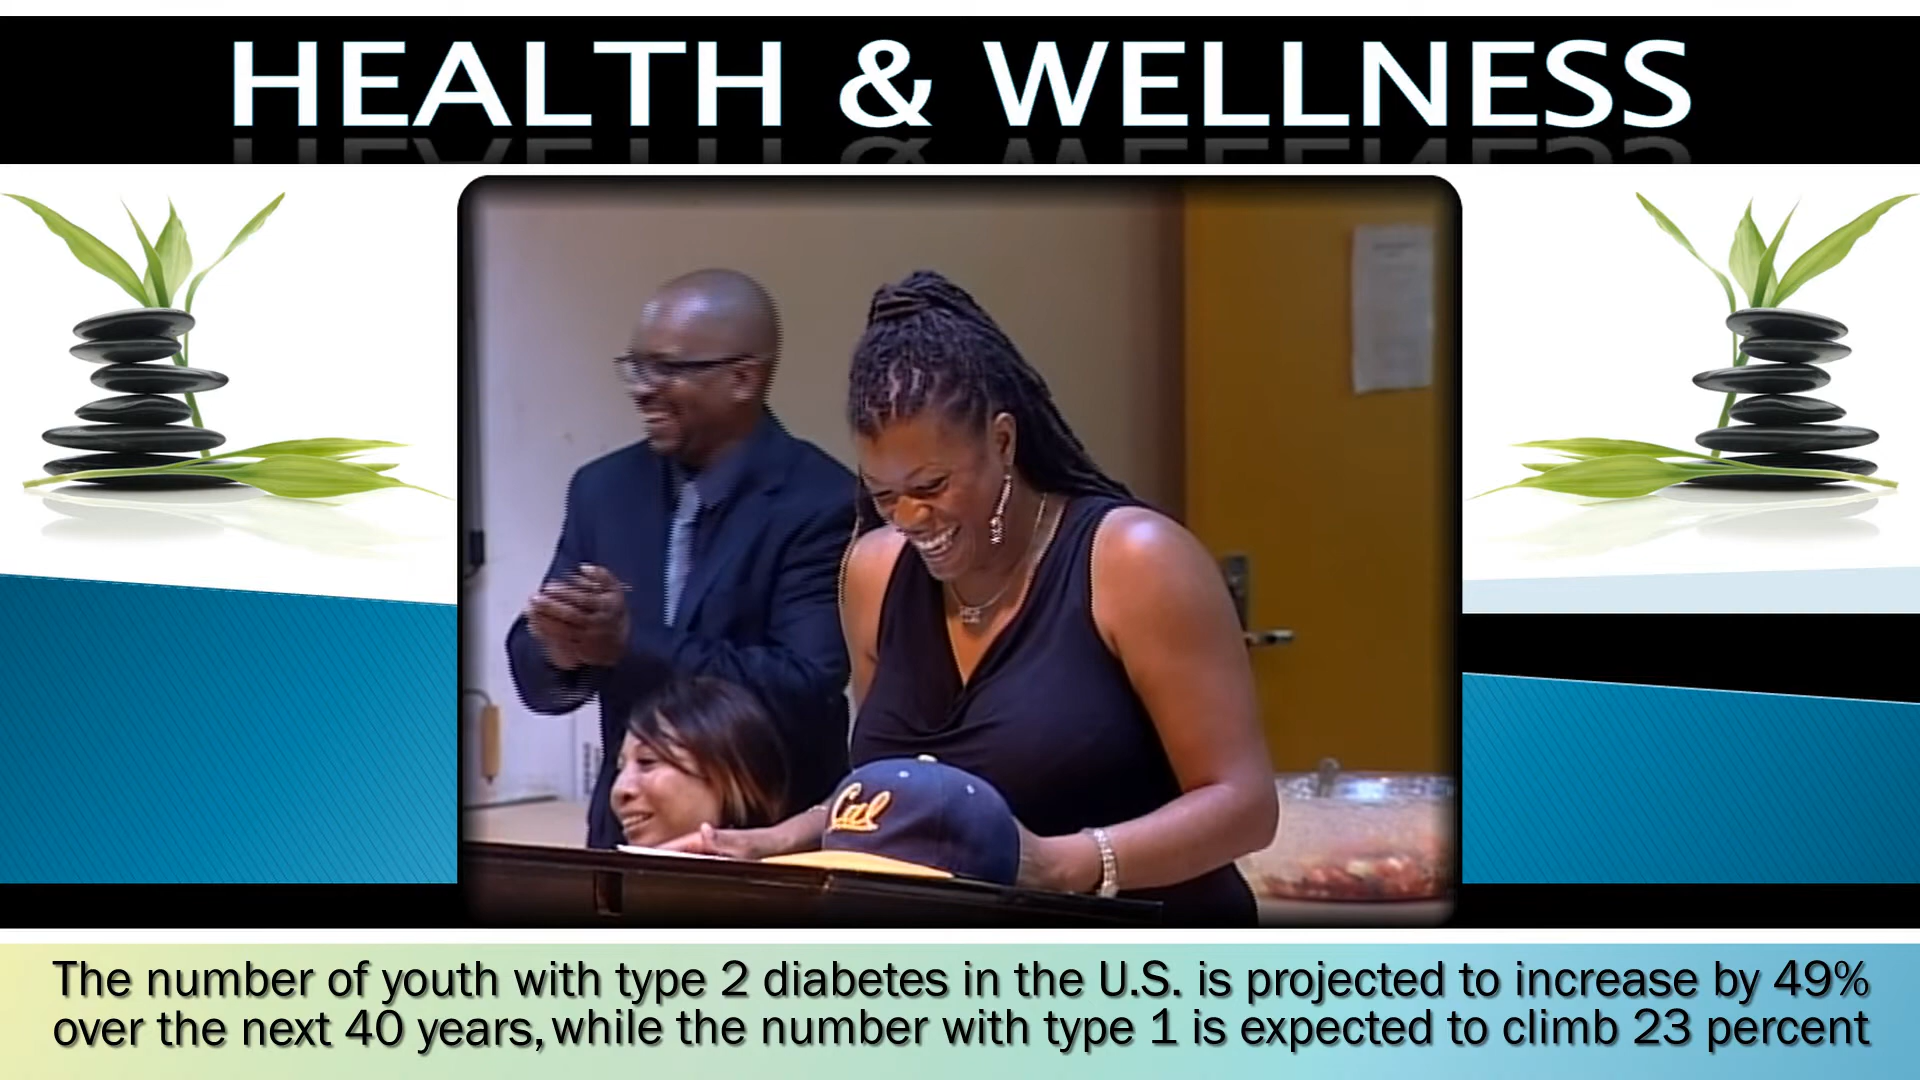 HEALTH & WELLNESS
Cal
The number of youth with type 2 diabetes in the U.S. is projected to increase by 49%
over the next 40 years, while the number with type 1 is expected to climb 23 percent